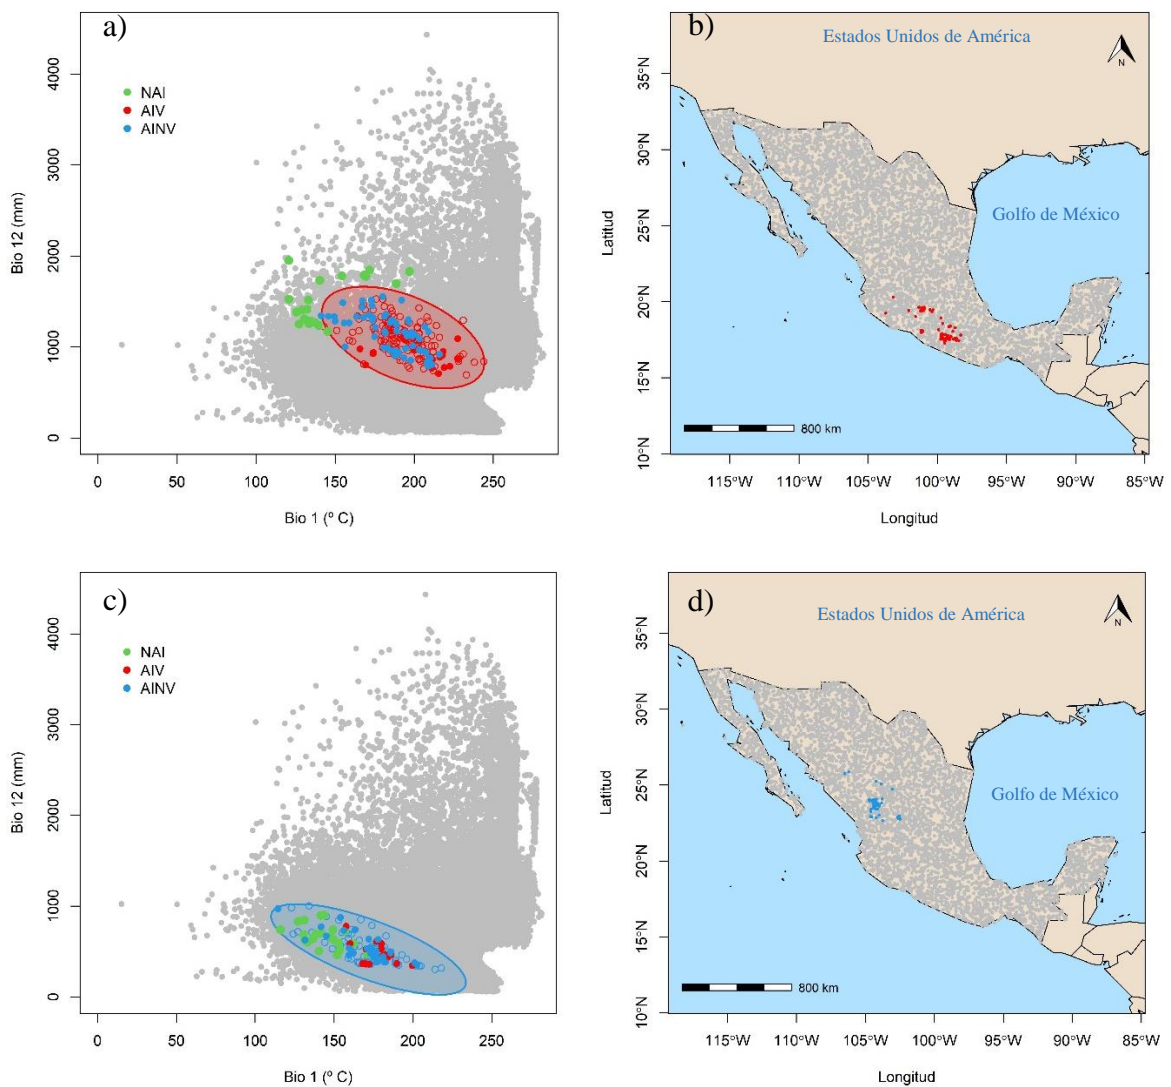 a)
NAI
AIV
AINV
4000
3000
2000
1000
0
Bio 12 (mm)
0 50 100 150 200 250
Bio 1 (º C)
b)
Estados Unidos de América
N
Golfo de México
35°N
30°N
25°N
20°N
15°N
10°N
Latitud
800 km
115°W 110°W 105°W 100°W 95°W 90°W 85°W
Longitud
c)
NAI
AIV
AINV
4000
3000
2000
1000
0
Bio 12 (mm)
0 50 100 150 200 250
Bio 1 (º C)
d)
Estados Unidos de América
N
Golfo de México
35°N
30°N
25°N
20°N
15°N
10°N
Latitud
800 km
115°W 110°W 105°W 100°W 95°W 90°W 85°W
Longitud